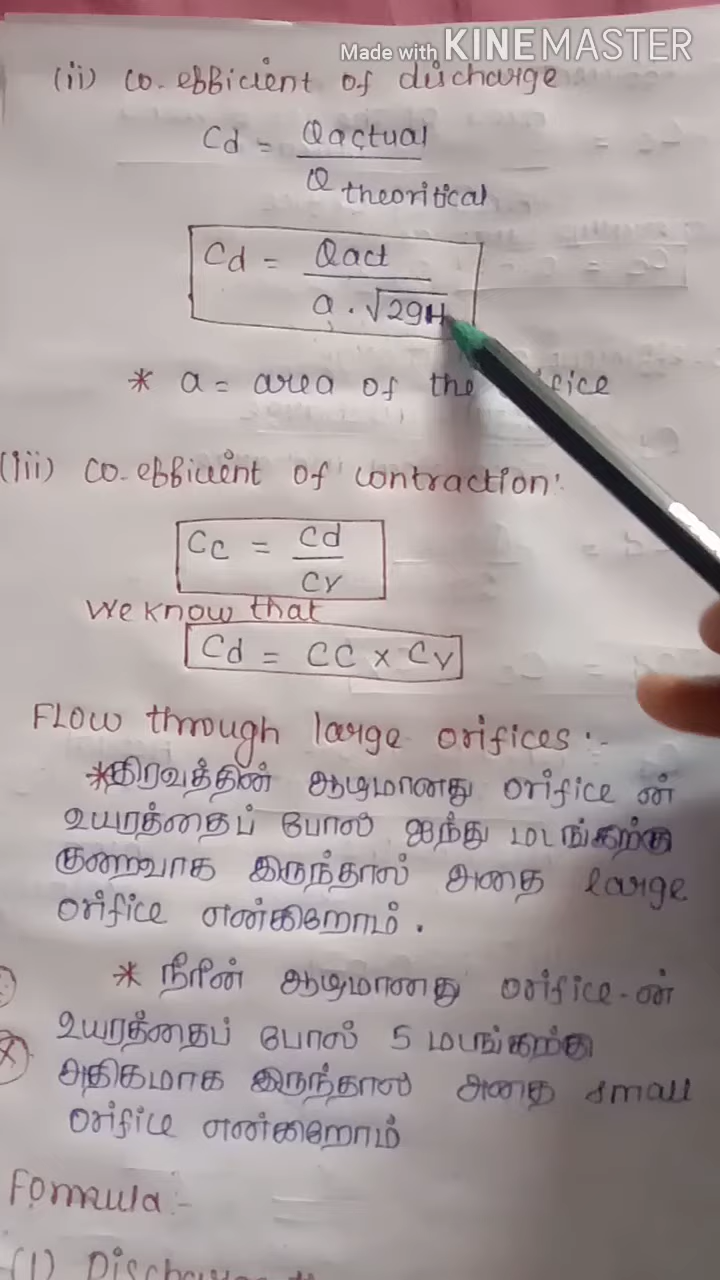 Made with KINEMASTER
(ii) co-efficient of discharge
Cd = Qactual
Q theoritical
Cd = Qact
a . √2gH
* a = area of the
(iii) co-efficient of contraction:
Cc = Cd
Cv
We know that
Cd = CC x Cv
Flow through large orifices :-
*திரவத்தின் ஆழமானது orifice ன்
உயரத்தைப் போல் ஐந்து மடங்கிற்கு
குறைவாக இருந்தால் அதை large
orifice என்கிறோம் .
* நீரின் ஆழமானது orifice-ன்
உயரத்தைப் போல் 5 மடங்கிற்கு
அதிகமாக இருந்தால் அதை small
orifice என்கிறோம்
Formula :-
(1)